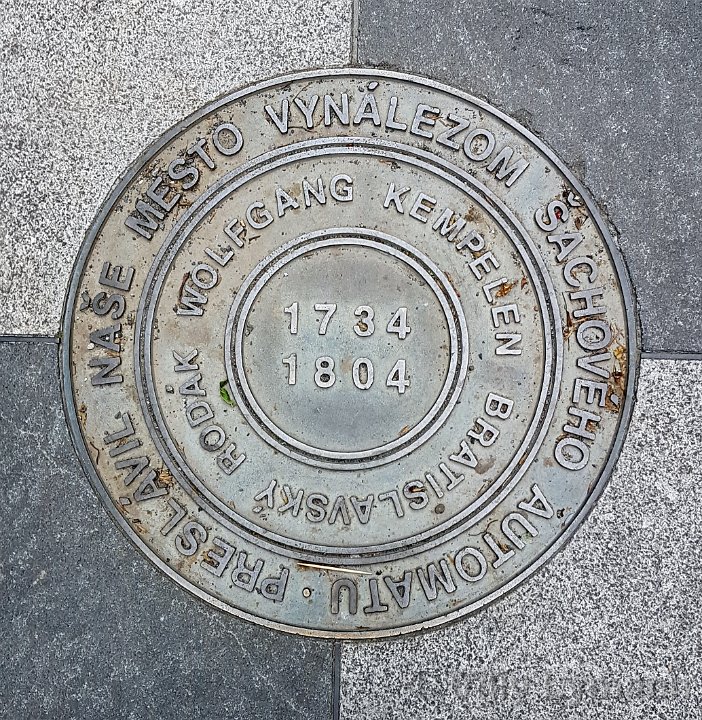 PRESLÁVIL NAŠE MESTO VYNÁLEZOM ŠACHOVÉHO AUTOMATU
WOLFGANG KEMPELEN BRATISLAVSKÝ RODÁK
1734
1804